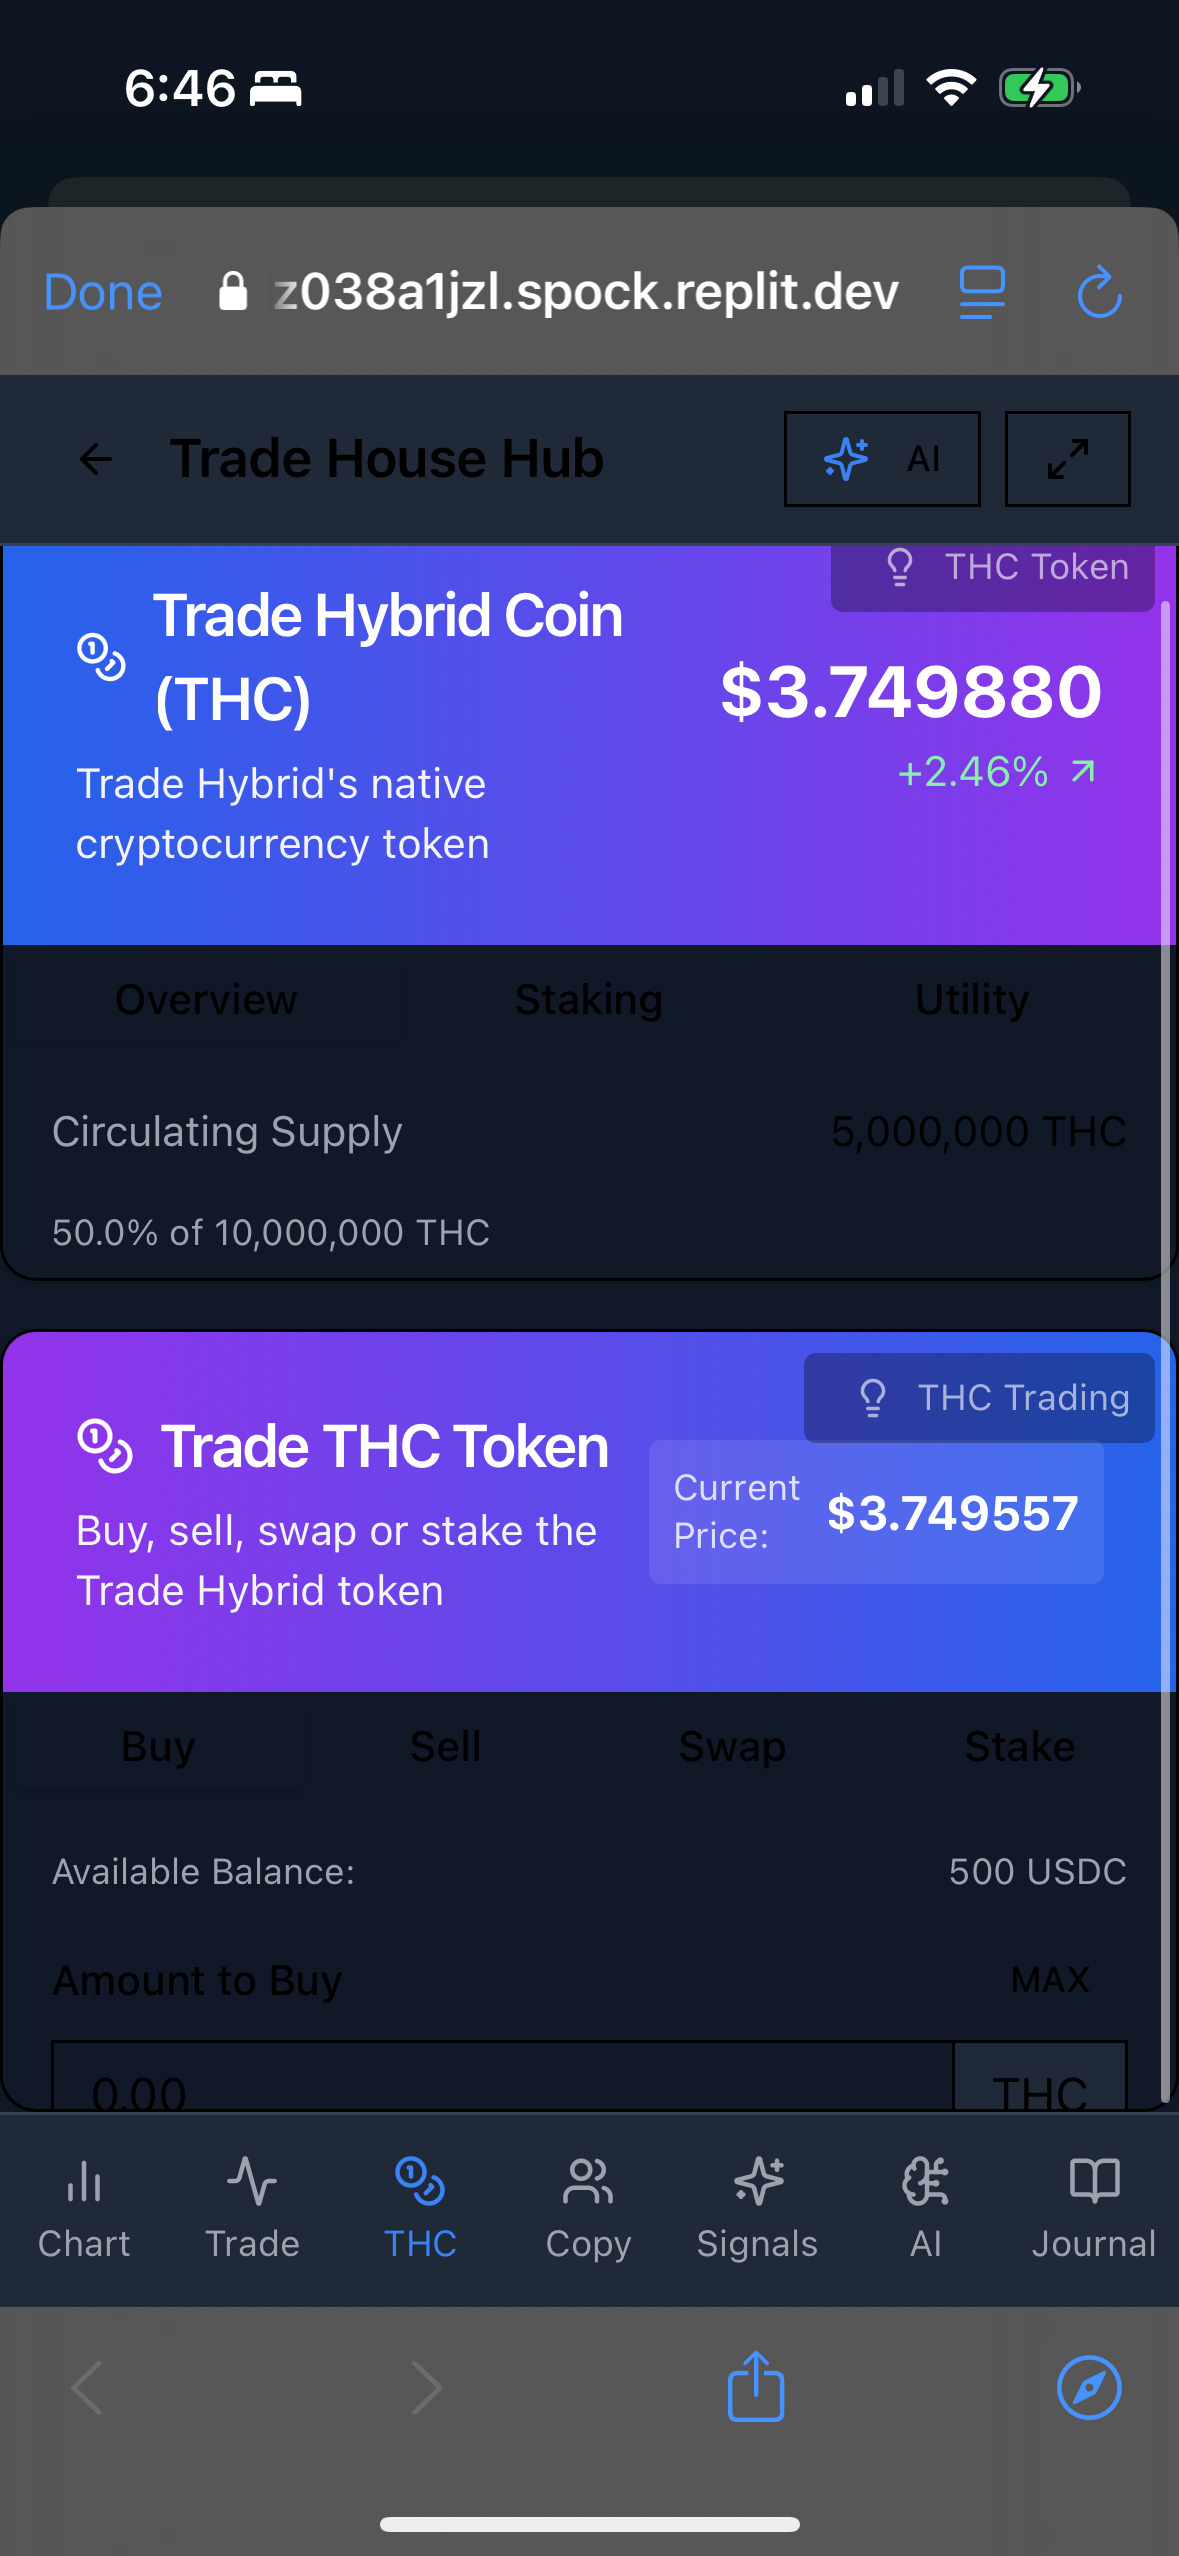 6:46
Done
z038a1jzl.spock.replit.dev
Trade House Hub
AI
THC Token
Trade Hybrid Coin
(THC)
$3.749880
+2.46%
Trade Hybrid's native
cryptocurrency token
Overview
Staking
Utility
Circulating Supply
5,000,000 THC
50.0% of 10,000,000 THC
THC Trading
Trade THC Token
Current
Price:
$3.749557
Buy, sell, swap or stake the
Trade Hybrid token
Buy
Sell
Swap
Stake
Available Balance:
500 USDC
Amount to Buy
MAX
0.00
THC
Chart
Trade
THC
Copy
Signals
AI
Journal